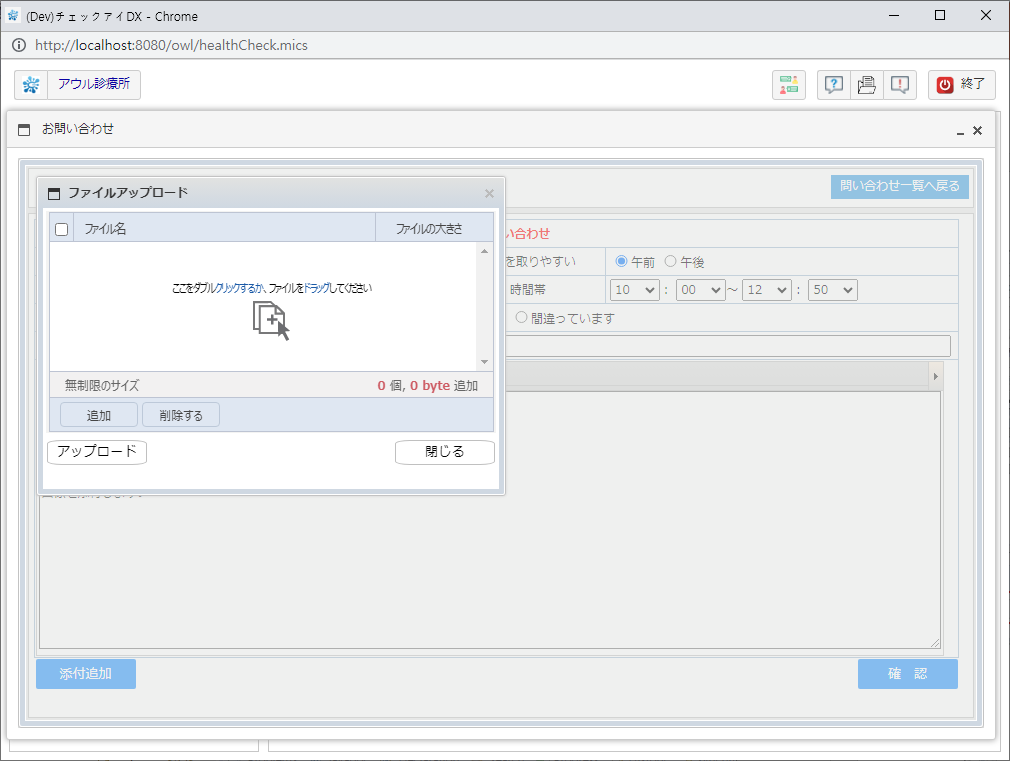 (Dev)チェックアイDX - Chrome
http://localhost:8080/owl/healthCheck.mics
アウル診療所
終了
お問い合わせ
問い合わせ一覧へ戻る
ファイルアップロード
ファイル名 ファイルの大きさ
い合わせ
を取りやすい 午前 午後
ここをダブルクリックするか、ファイルをドラッグしてください
時間帯 10 : 00 ～ 12 : 50
間違っています
無制限のサイズ 0 個, 0 byte 追加
追加 削除する
アップロード 閉じる
添付追加 確 認